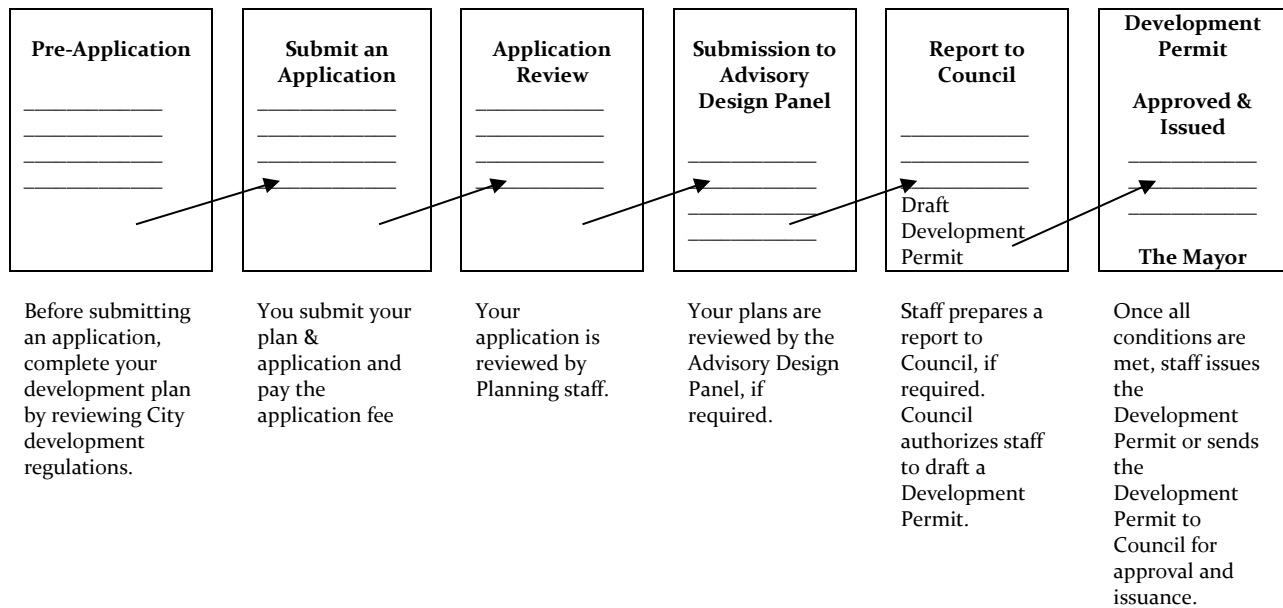 Pre-Application
Submit an
Application
Application
Review
Submission to
Advisory
Design Panel
Report to
Council
Draft
Development
Permit
Development
Permit
Approved &
Issued
The Mayor
Before submitting
an application,
complete your
development plan
by reviewing City
development
regulations.
You submit your
plan &
application and
pay the
application fee
Your
application is
reviewed by
Planning staff.
Your plans are
reviewed by the
Advisory Design
Panel, if
required.
Staff prepares a
report to
Council, if
required.
Council
authorizes staff
to draft a
Development
Permit.
Once all
conditions are
met, staff issues
the
Development
Permit or sends
the
Development
Permit to
Council for
approval and
issuance.